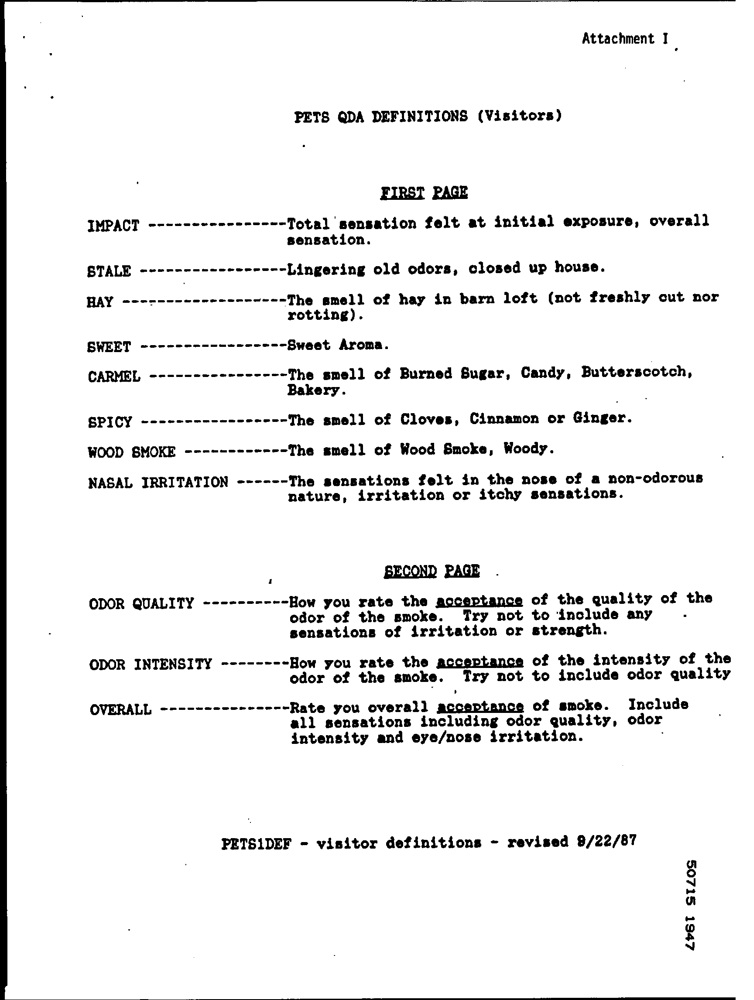 Attachment I
PETS QDA DEFINITIONS (Visitors)
FIRST PAGE
IMPACT ----------------Total sensation felt at initial exposure, overall
sensation.
STALE -----------------Lingering old odors, closed up house.
HAY -------------------The smell of hay in barn loft (not freshly cut nor
rotting).
SWEET -----------------Sweet Aroma.
CARMEL ----------------The smell of Burned Sugar, Candy, Butterscotch,
Bakery.
SPICY -----------------The smell of Cloves, Cinnamon or Ginger.
WOOD SMOKE ------------The smell of Wood Smoke, Woody.
NASAL IRRITATION ------The sensations felt in the nose of a non-odorous
nature, irritation or itchy sensations.
SECOND PAGE
ODOR QUALITY ----------How you rate the acceptance of the quality of the
odor of the smoke.  Try not to include any
sensations of irritation or strength.
ODOR INTENSITY --------How you rate the acceptance of the intensity of the
odor of the smoke.  Try not to include odor quality
OVERALL ---------------Rate you overall acceptance of smoke.  Include
all sensations including odor quality, odor
intensity and eye/nose irritation.
PETS1DEF - visitor definitions - revised 9/22/87
50715 1947